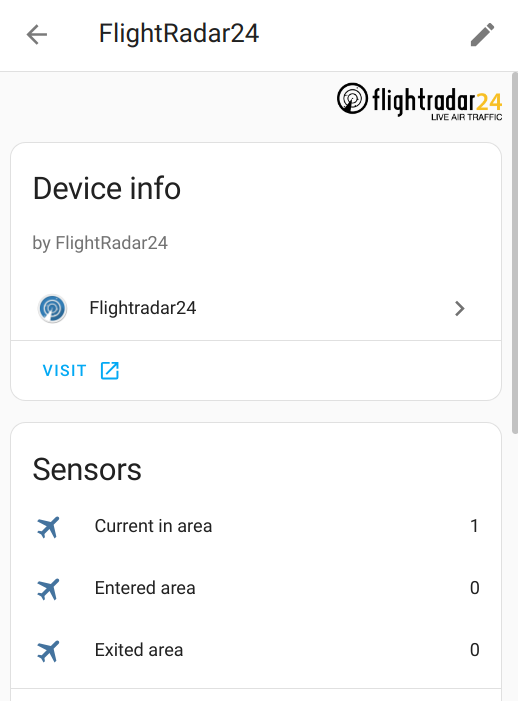 FlightRadar24
flightradar24
LIVE AIR TRAFFIC
Device info
by FlightRadar24
Flightradar24
VISIT
Sensors
Current in area 1
Entered area 0
Exited area 0